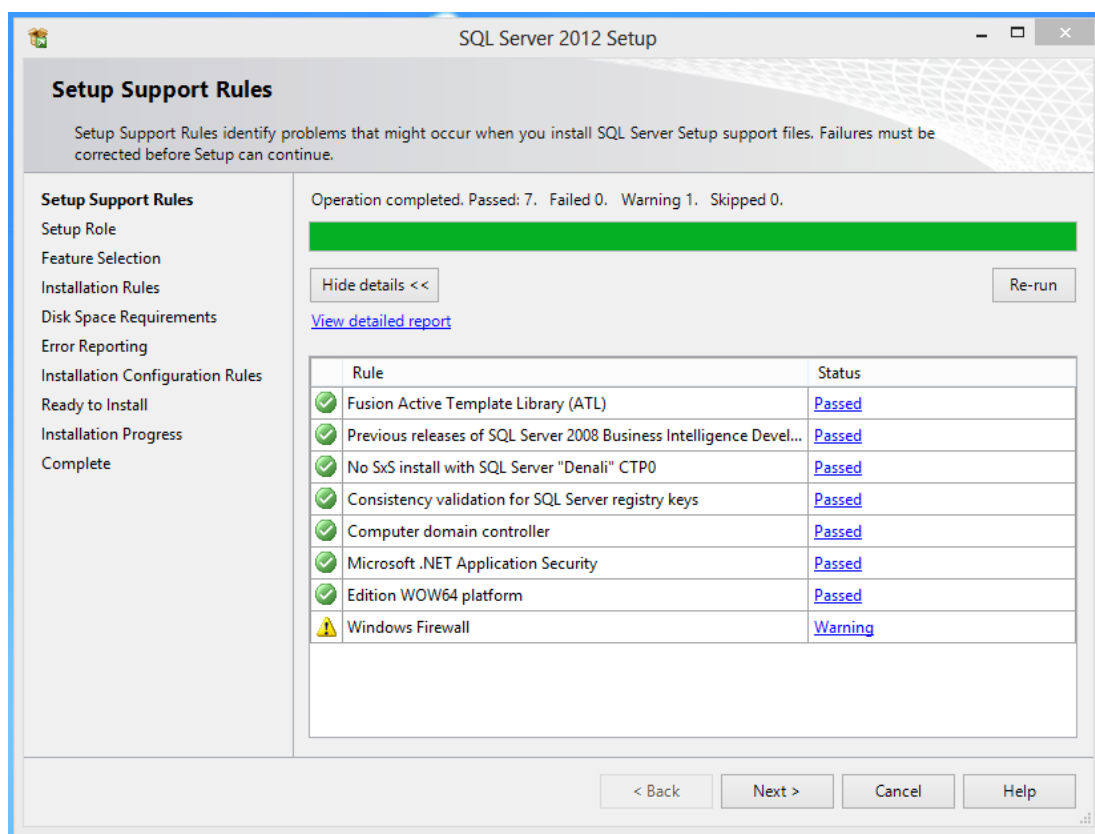 SQL Server 2012 Setup
Setup Support Rules
Setup Support Rules identify problems that might occur when you install SQL Server Setup support files. Failures must be
corrected before Setup can continue.
Setup Support Rules
Setup Role
Feature Selection
Installation Rules
Disk Space Requirements
Error Reporting
Installation Configuration Rules
Ready to Install
Installation Progress
Complete
Operation completed. Passed: 7. Failed 0. Warning 1. Skipped 0.
Hide details <<
Re-run
View detailed report
Rule Status
Fusion Active Template Library (ATL) Passed
Previous releases of SQL Server 2008 Business Intelligence Devel... Passed
No SxS install with SQL Server "Denali" CTP0 Passed
Consistency validation for SQL Server registry keys Passed
Computer domain controller Passed
Microsoft .NET Application Security Passed
Edition WOW64 platform Passed
Windows Firewall Warning
< Back Next > Cancel Help